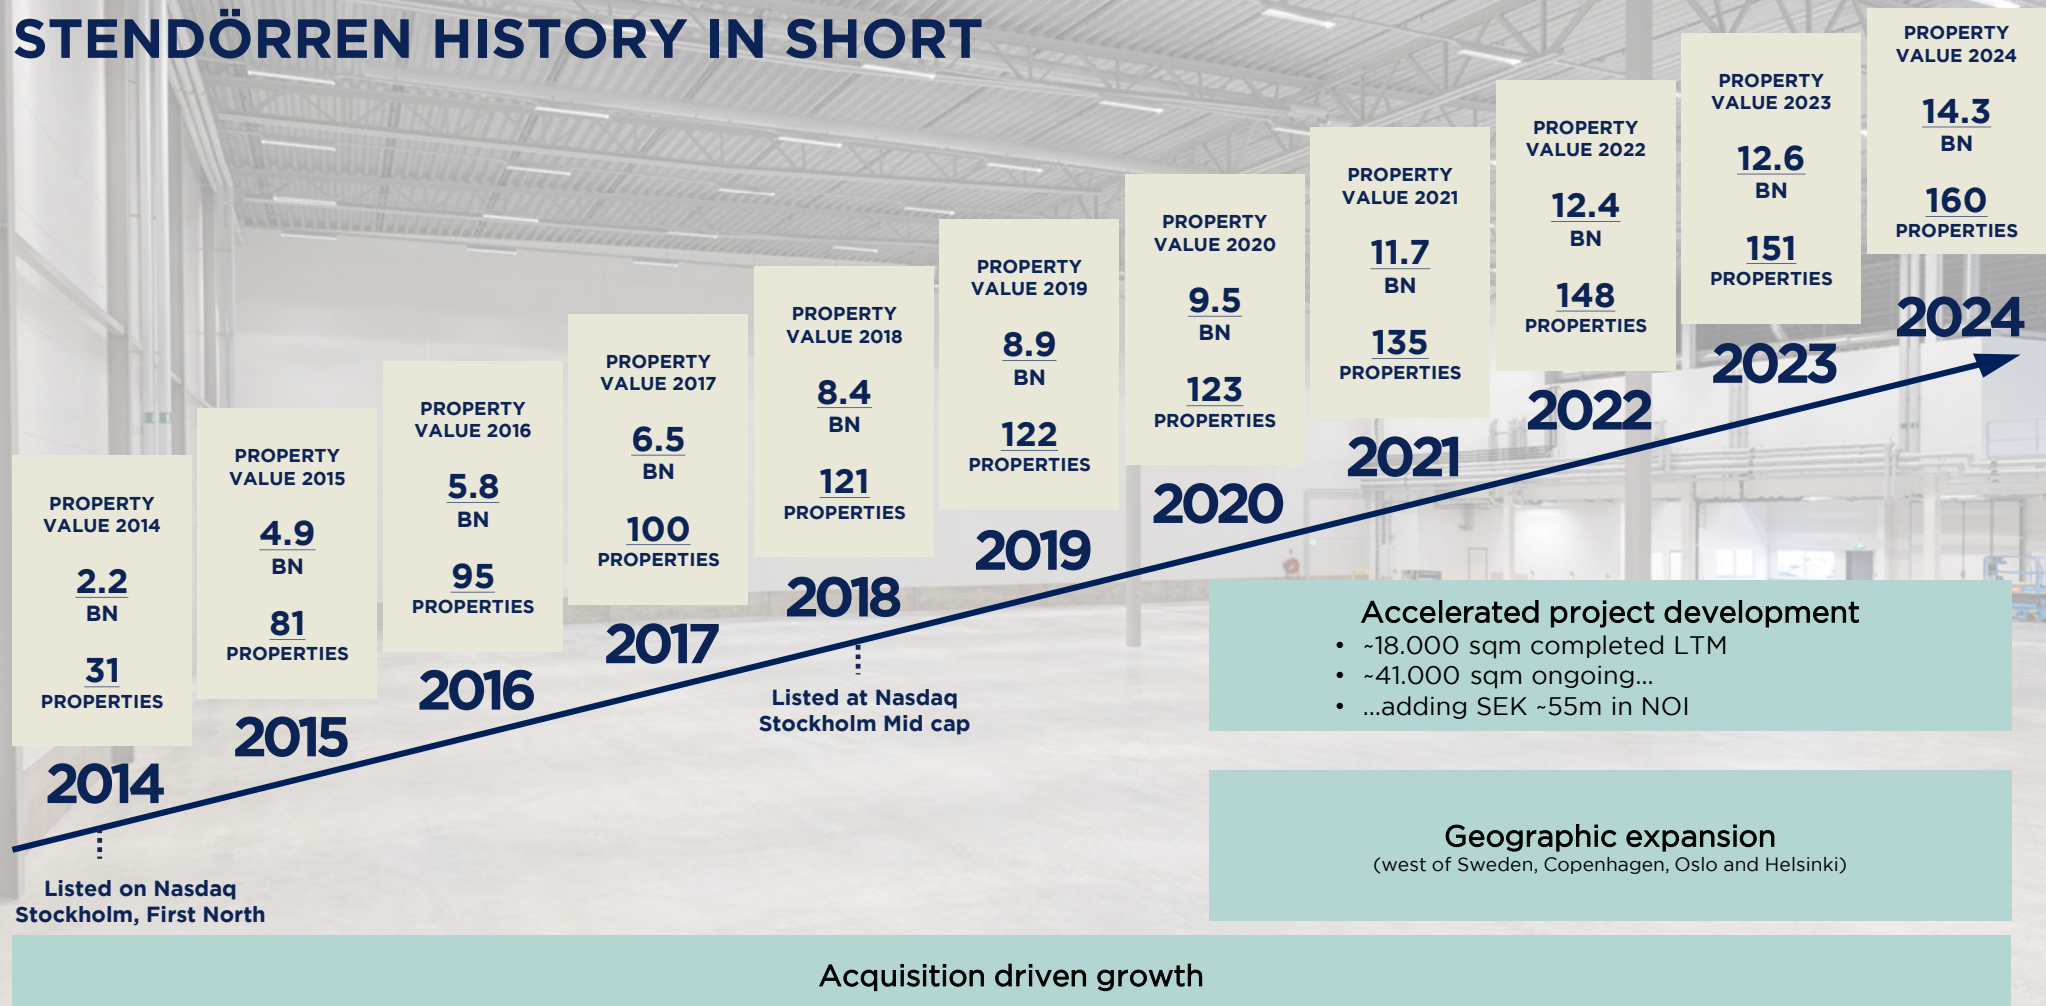 STENDÖRREN HISTORY IN SHORT
PROPERTY
VALUE 2014
2.2
BN
31
PROPERTIES
2014
Listed on Nasdaq
Stockholm, First North
PROPERTY
VALUE 2015
4.9
BN
81
PROPERTIES
2015
PROPERTY
VALUE 2016
5.8
BN
95
PROPERTIES
2016
PROPERTY
VALUE 2017
6.5
BN
100
PROPERTIES
2017
PROPERTY
VALUE 2018
8.4
BN
121
PROPERTIES
2018
Listed at Nasdaq
Stockholm Mid cap
PROPERTY
VALUE 2019
8.9
BN
122
PROPERTIES
2019
PROPERTY
VALUE 2020
9.5
BN
123
PROPERTIES
2020
PROPERTY
VALUE 2021
11.7
BN
135
PROPERTIES
2021
PROPERTY
VALUE 2022
12.4
BN
148
PROPERTIES
2022
PROPERTY
VALUE 2023
12.6
BN
151
PROPERTIES
2023
PROPERTY
VALUE 2024
14.3
BN
160
PROPERTIES
2024
Accelerated project development
• ~18.000 sqm completed LTM
• ~41.000 sqm ongoing...
• ...adding SEK ~55m in NOI
Geographic expansion
(west of Sweden, Copenhagen, Oslo and Helsinki)
Acquisition driven growth